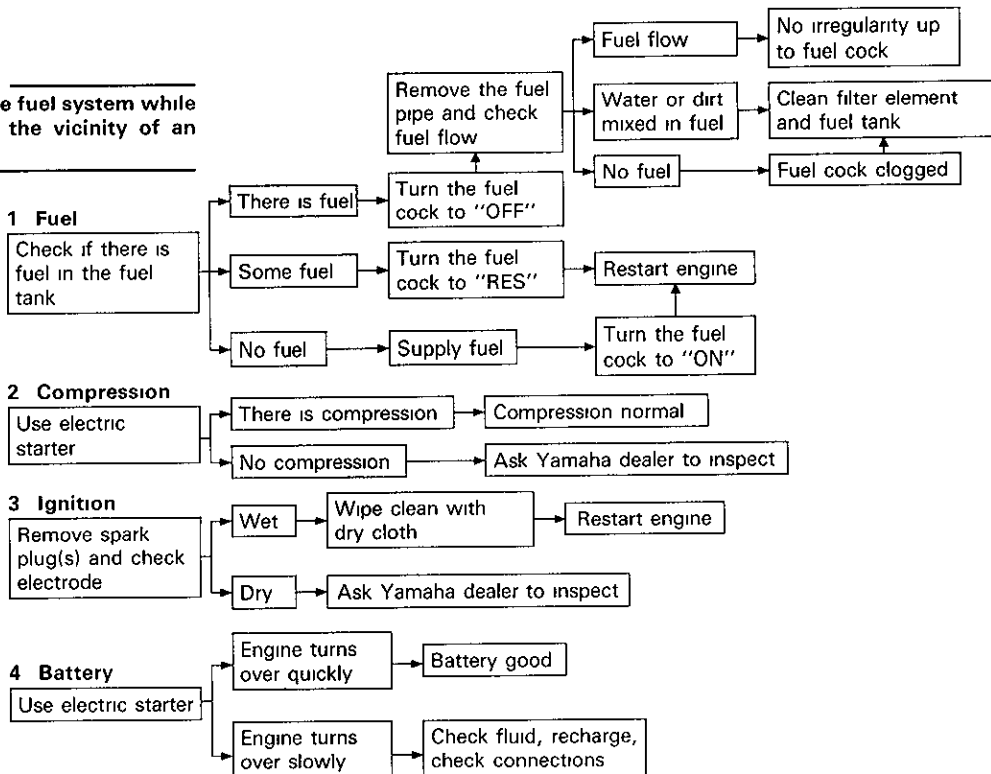 e fuel system while
the vicinity of an
1 Fuel
Check if there is
fuel in the fuel
tank
There is fuel
Turn the fuel
cock to "OFF"
Remove the fuel
pipe and check
fuel flow
Fuel flow
No irregularity up
to fuel cock
Water or dirt
mixed in fuel
Clean filter element
and fuel tank
No fuel
Fuel cock clogged
Some fuel
Turn the fuel
cock to "RES"
Restart engine
No fuel
Supply fuel
Turn the fuel
cock to "ON"
2 Compression
Use electric
starter
There is compression
Compression normal
No compression
Ask Yamaha dealer to inspect
3 Ignition
Remove spark
plug(s) and check
electrode
Wet
Wipe clean with
dry cloth
Restart engine
Dry
Ask Yamaha dealer to inspect
4 Battery
Use electric starter
Engine turns
over quickly
Battery good
Engine turns
over slowly
Check fluid, recharge,
check connections